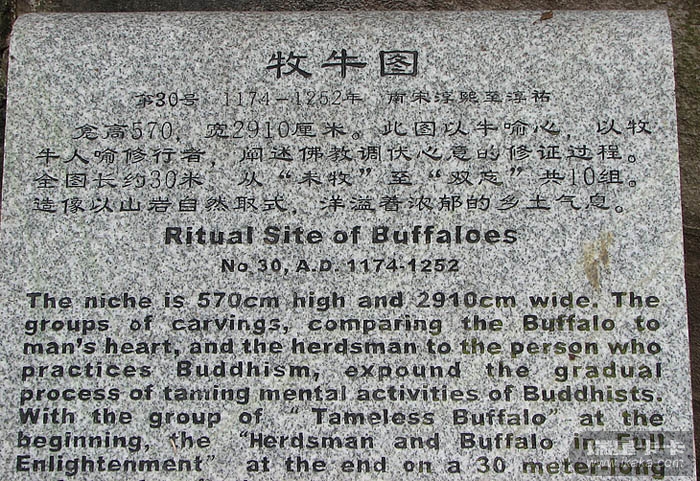 牧牛图
第30号 1174-1252年 南宋淳熙至淳祐
龛高570，宽2910厘米。此图以牛喻心，以牧
牛人喻修行者，阐述佛教调伏心意的修证过程。
全图长约30米，从“未牧”至“双忘”共10组。
造像以山岩自然取式，洋溢着浓郁的乡土气息。
Ritual Site of Buffaloes
No 30, A.D. 1174-1252
The niche is 570cm high and 2910cm wide. The
groups of carvings, comparing the Buffalo to
man's heart, and the herdsman to the person who
practices Buddhism, expound the gradual
process of taming mental activities of Buddhists.
With the group of “Tameless Buffalo” at the
beginning, the “Herdsman and Buffalo in Full
Enlightenment” at the end on a 30 meter-long